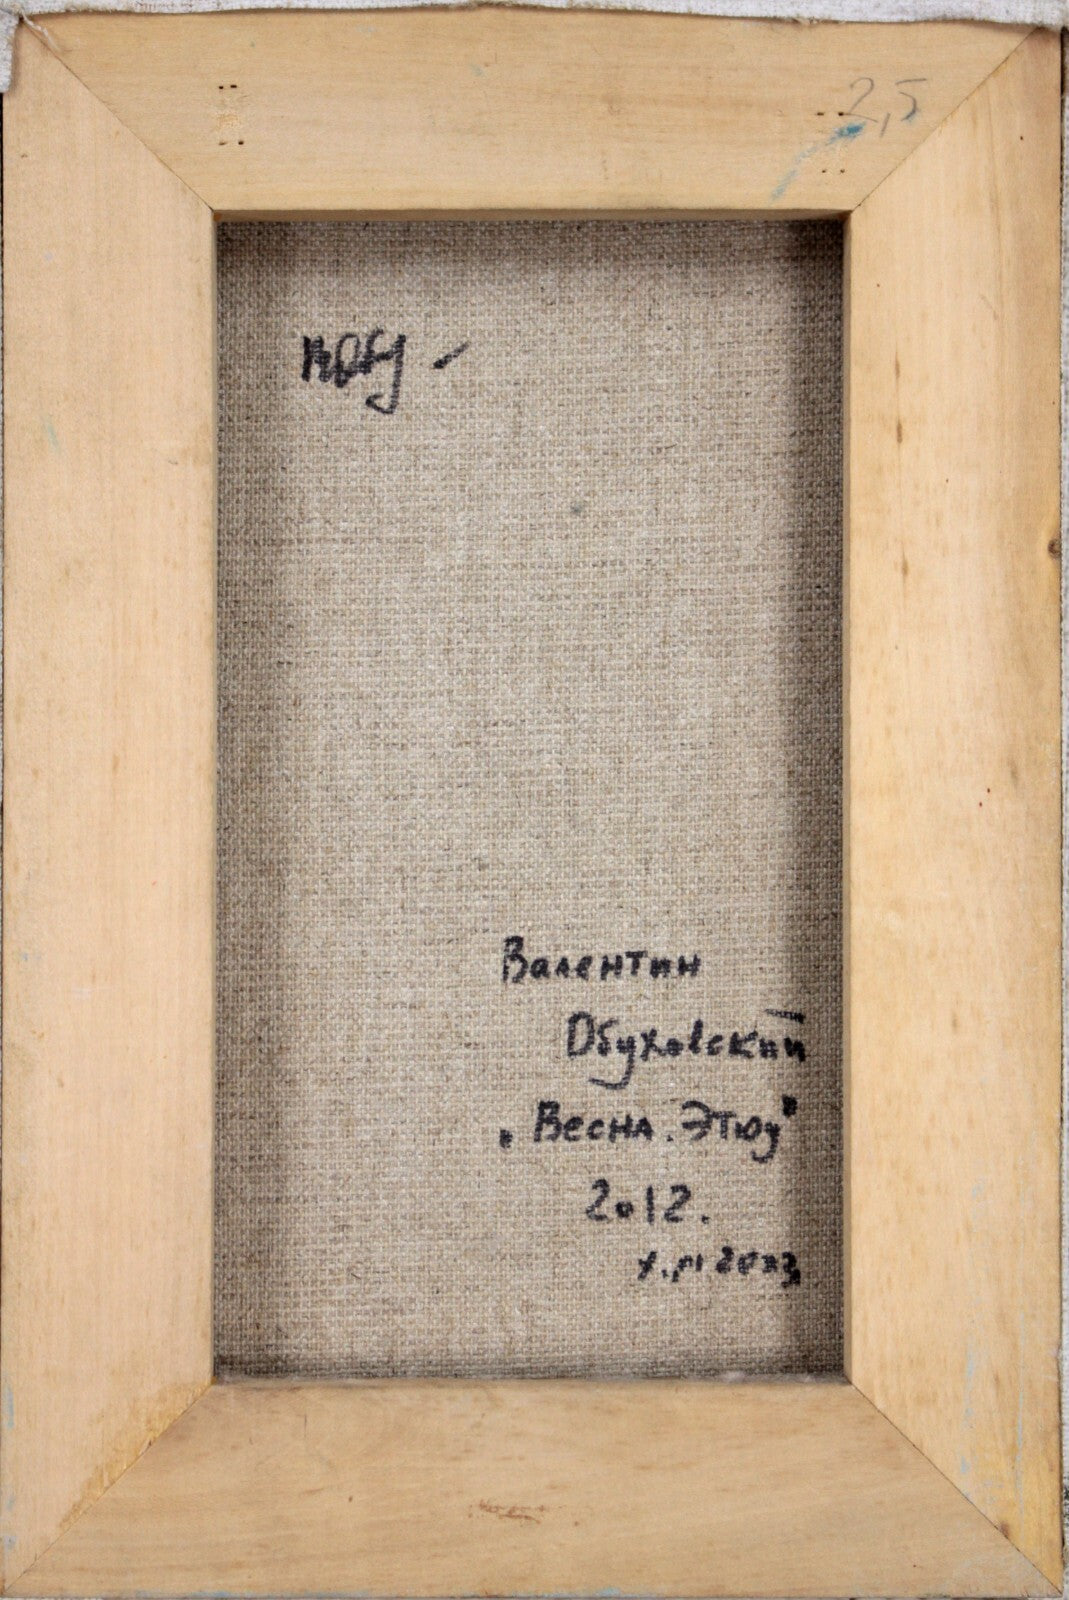 2,5
Валентин
Обуховский
„Весна. Этюд"
2012.
х.м